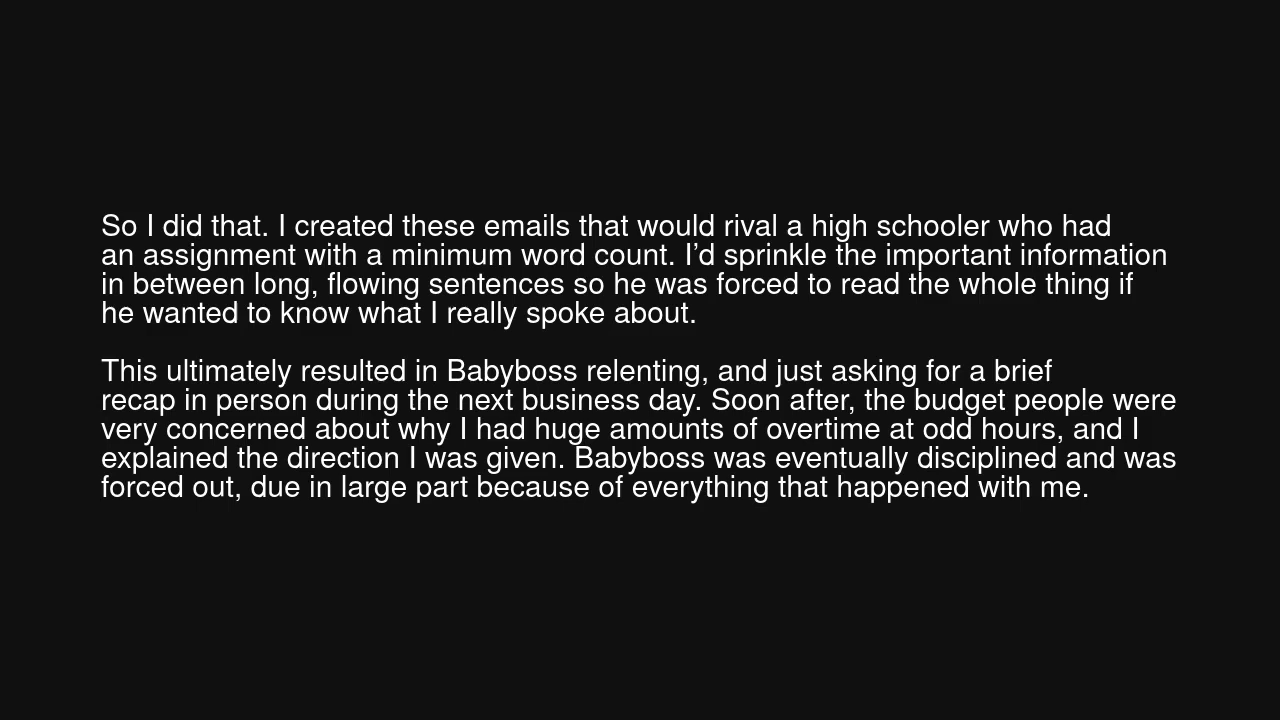 So I did that. I created these emails that would rival a high schooler who had
an assignment with a minimum word count. I’d sprinkle the important information
in between long, flowing sentences so he was forced to read the whole thing if
he wanted to know what I really spoke about.
This ultimately resulted in Babyboss relenting, and just asking for a brief
recap in person during the next business day. Soon after, the budget people were
very concerned about why I had huge amounts of overtime at odd hours, and I
explained the direction I was given. Babyboss was eventually disciplined and was
forced out, due in large part because of everything that happened with me.